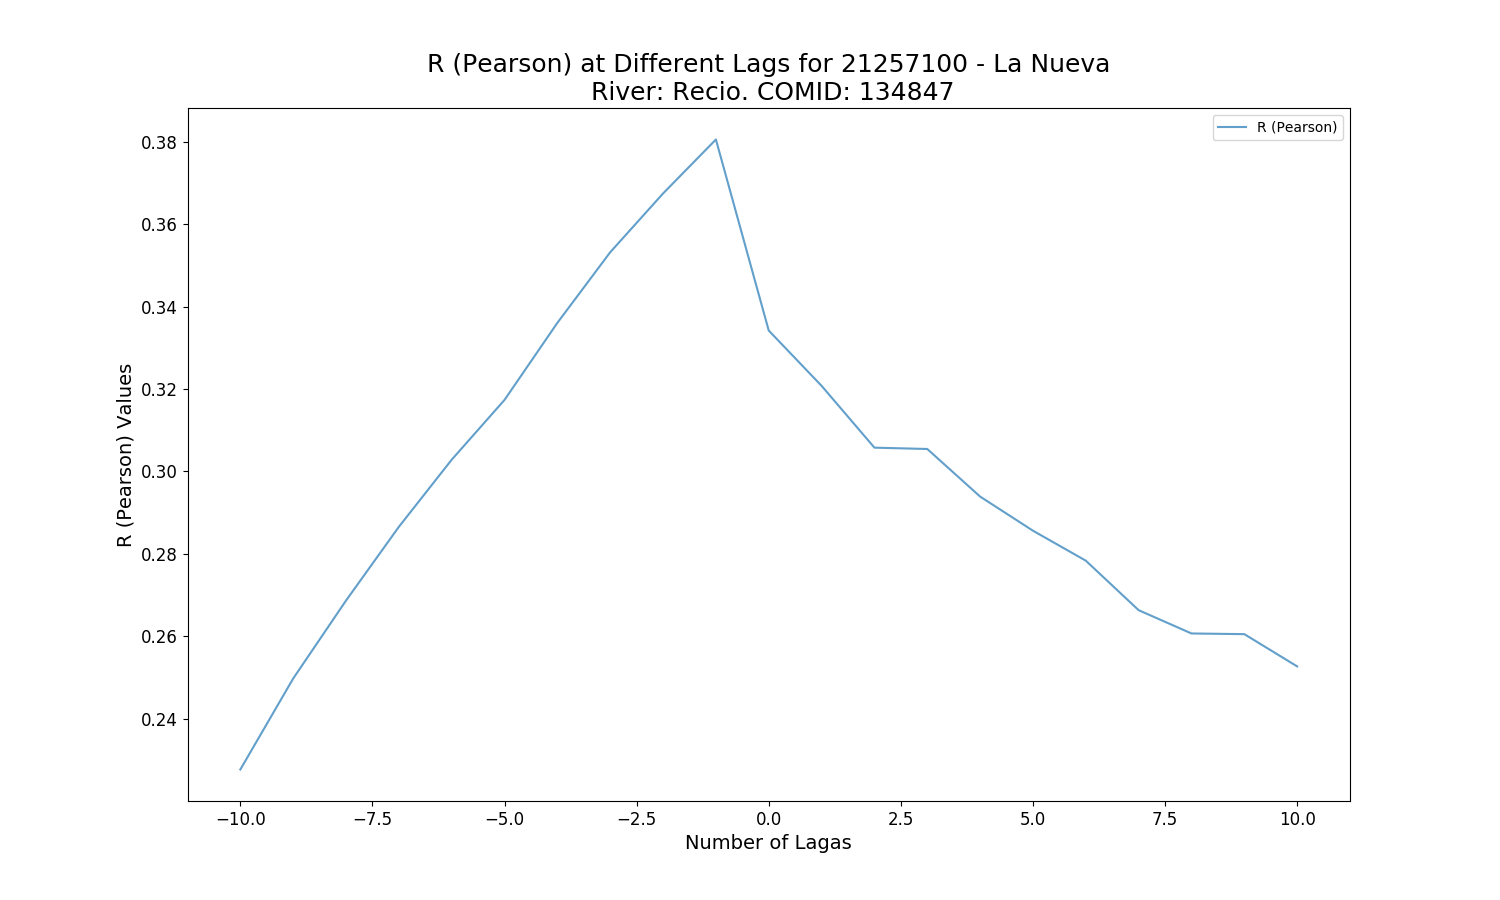 R (Pearson) at Different Lags for 21257100 - La Nueva
River: Recio. COMID: 134847
R (Pearson)
0.38
0.36
0.34
0.32
0.30
0.28
0.26
0.24
R (Pearson) Values
−10.0 −7.5 −5.0 −2.5 0.0 2.5 5.0 7.5 10.0
Number of Lagas